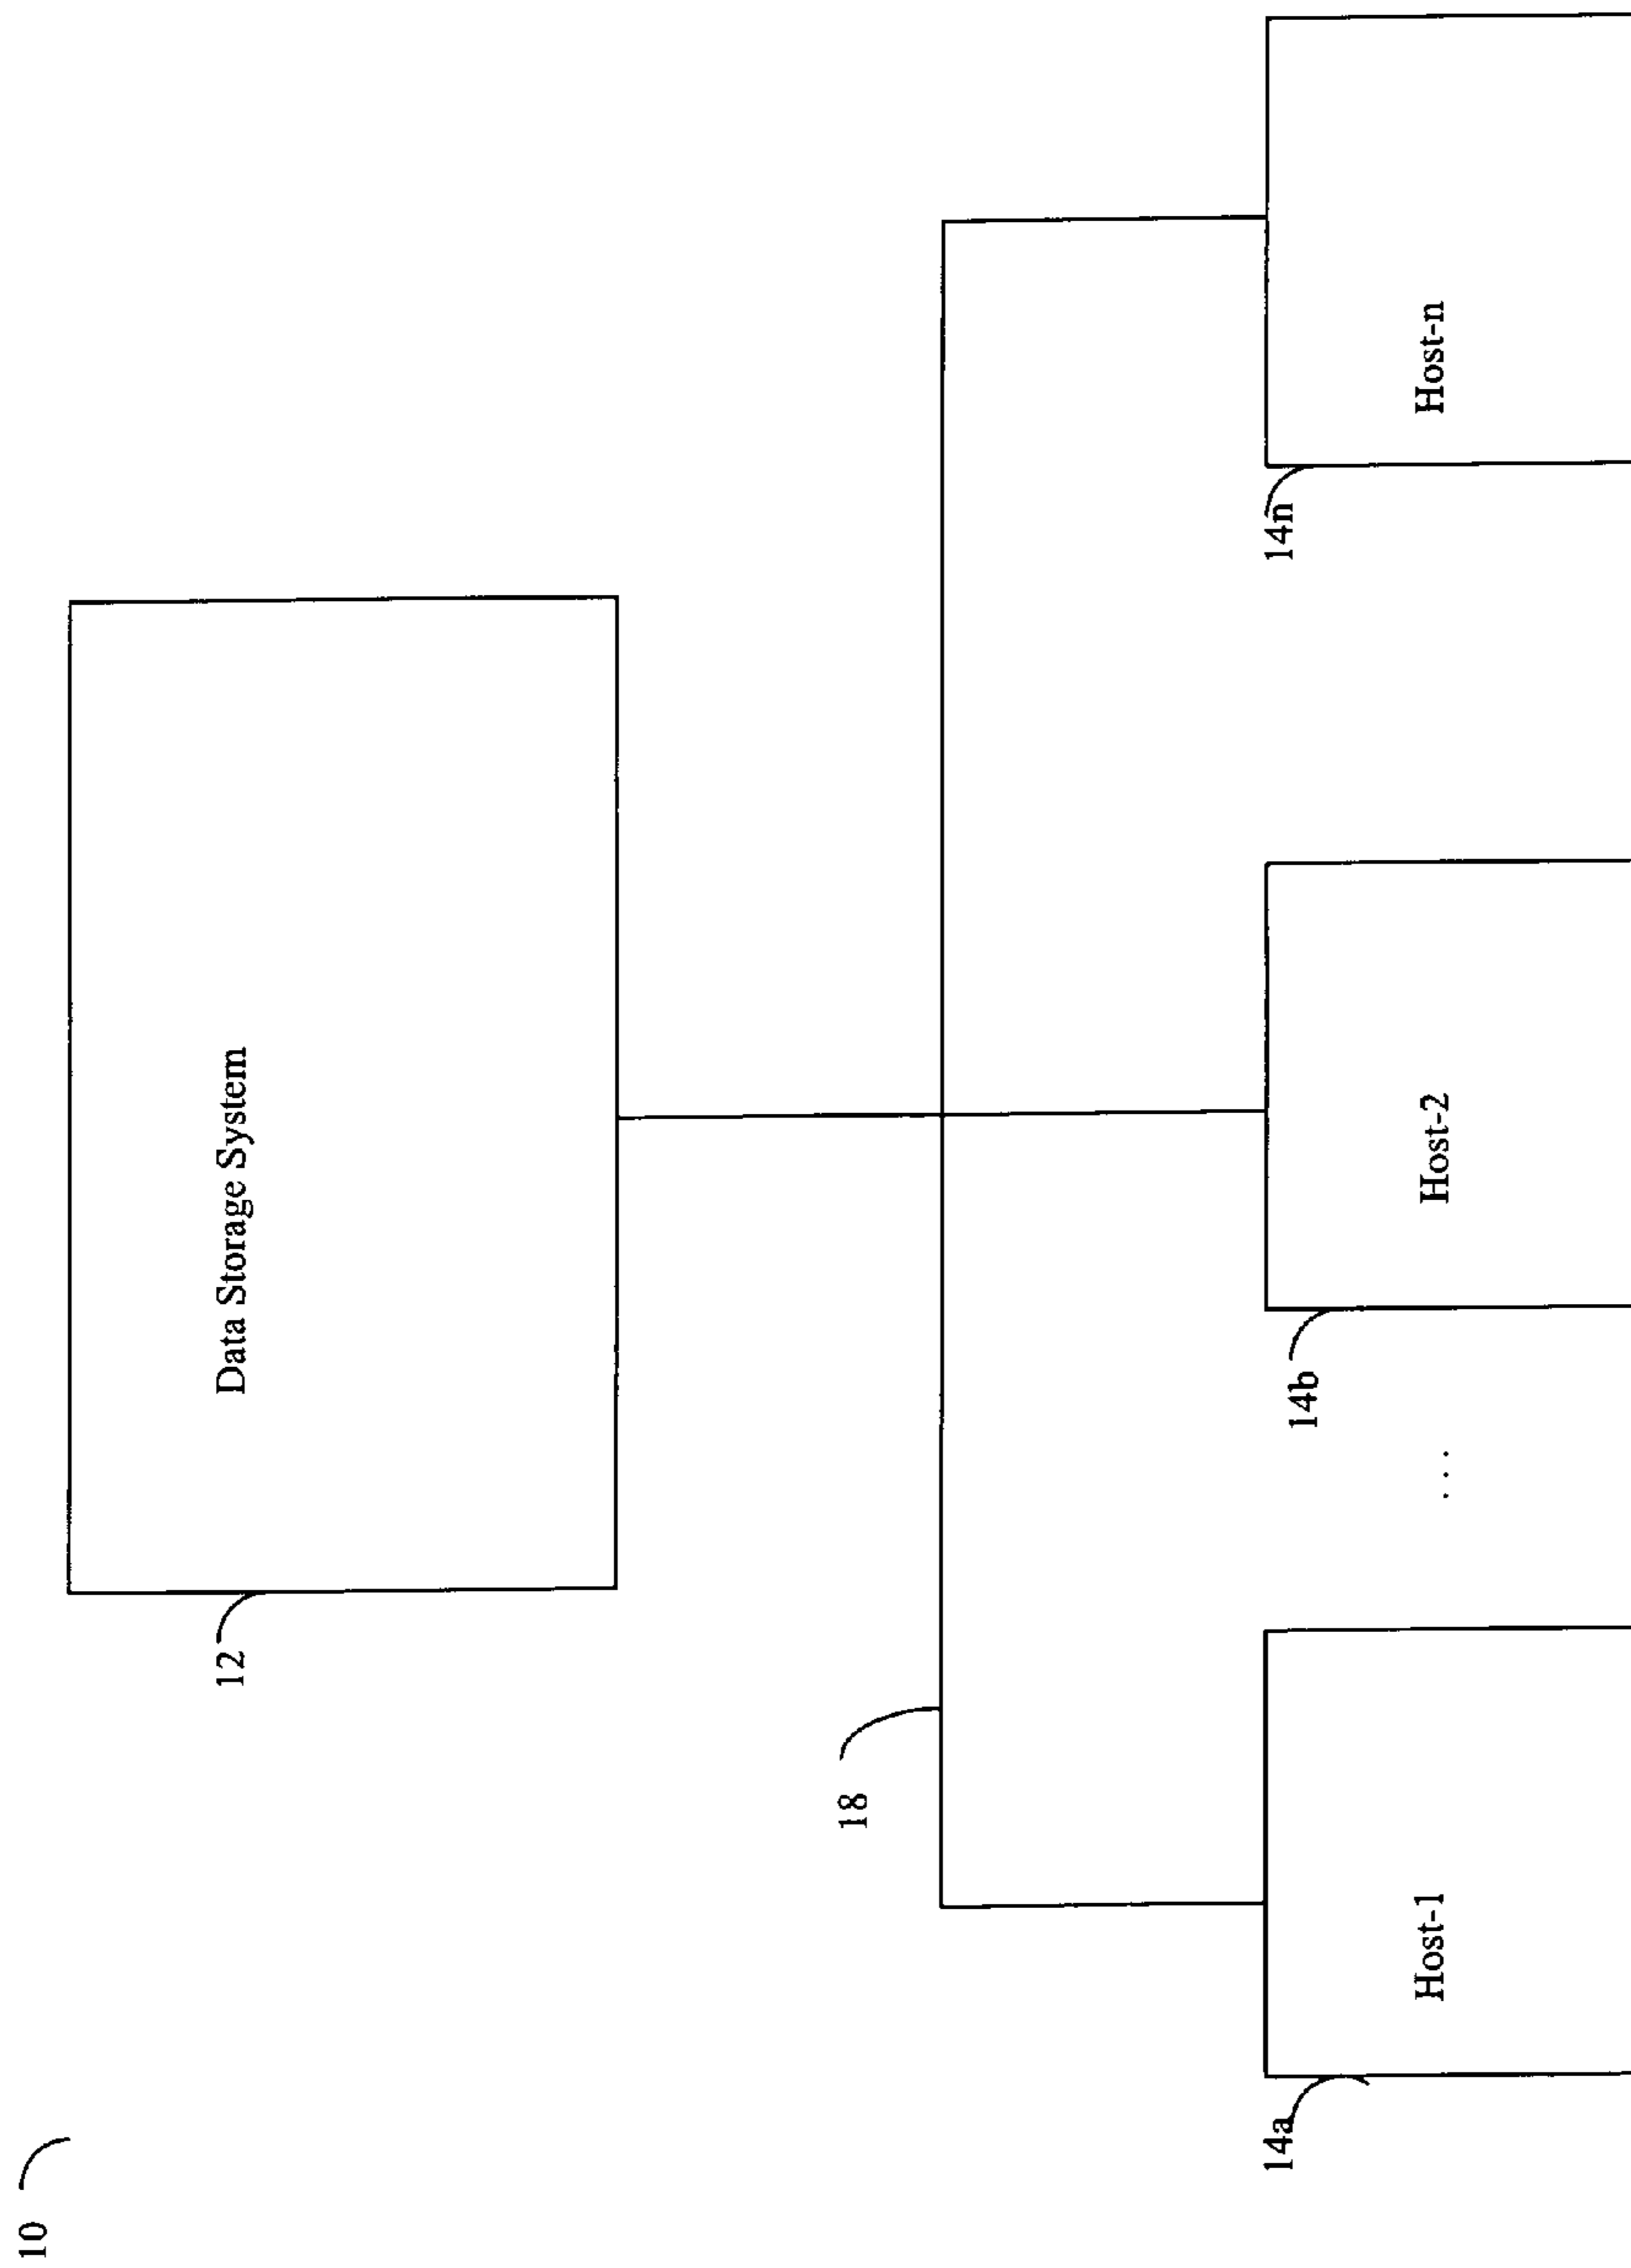 10
12
Data Storage System
18
14a
Host-1
...
14b
Host-2
14n
Host-n